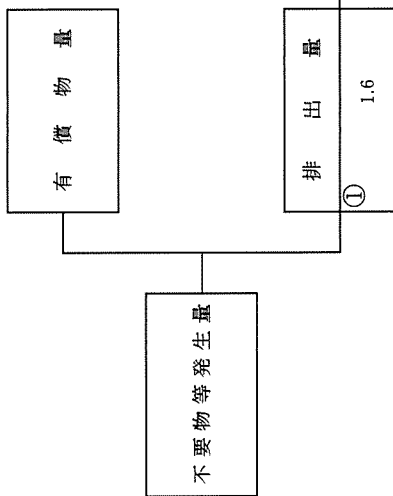 有償物量
排出量
①
1.6
不要物等発生量